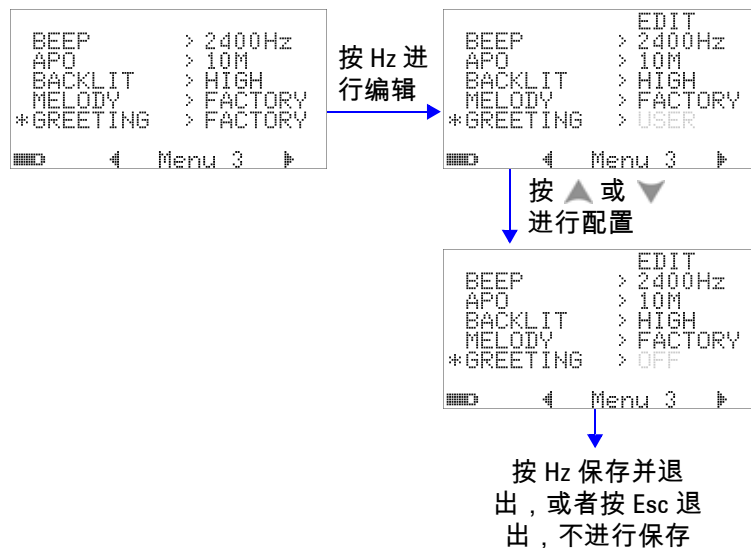 BEEP > 2400Hz
APO > 10M
BACKLIT > HIGH
MELODY > FACTORY
*GREETING > FACTORY
Menu 3
按 Hz 进
行编辑
EDIT
BEEP > 2400Hz
APO > 10M
BACKLIT > HIGH
MELODY > FACTORY
*GREETING > USER
Menu 3
按 或
进行配置
EDIT
BEEP > 2400Hz
APO > 10M
BACKLIT > HIGH
MELODY > FACTORY
*GREETING > OFF
Menu 3
按 Hz 保存并退
出，或者按 Esc 退
出，不进行保存